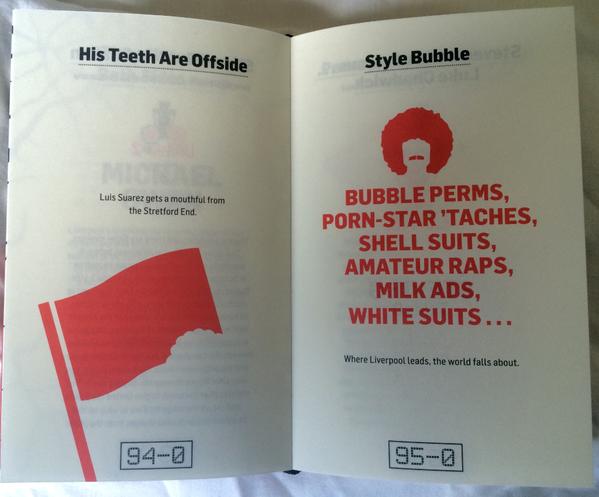 His Teeth Are Offside
Luis Suarez gets a mouthful from
the Stretford End.
94-0
Style Bubble
BUBBLE PERMS,
PORN-STAR ’TACHES,
SHELL SUITS,
AMATEUR RAPS,
MILK ADS,
WHITE SUITS . . .
Where Liverpool leads, the world falls about.
95-0